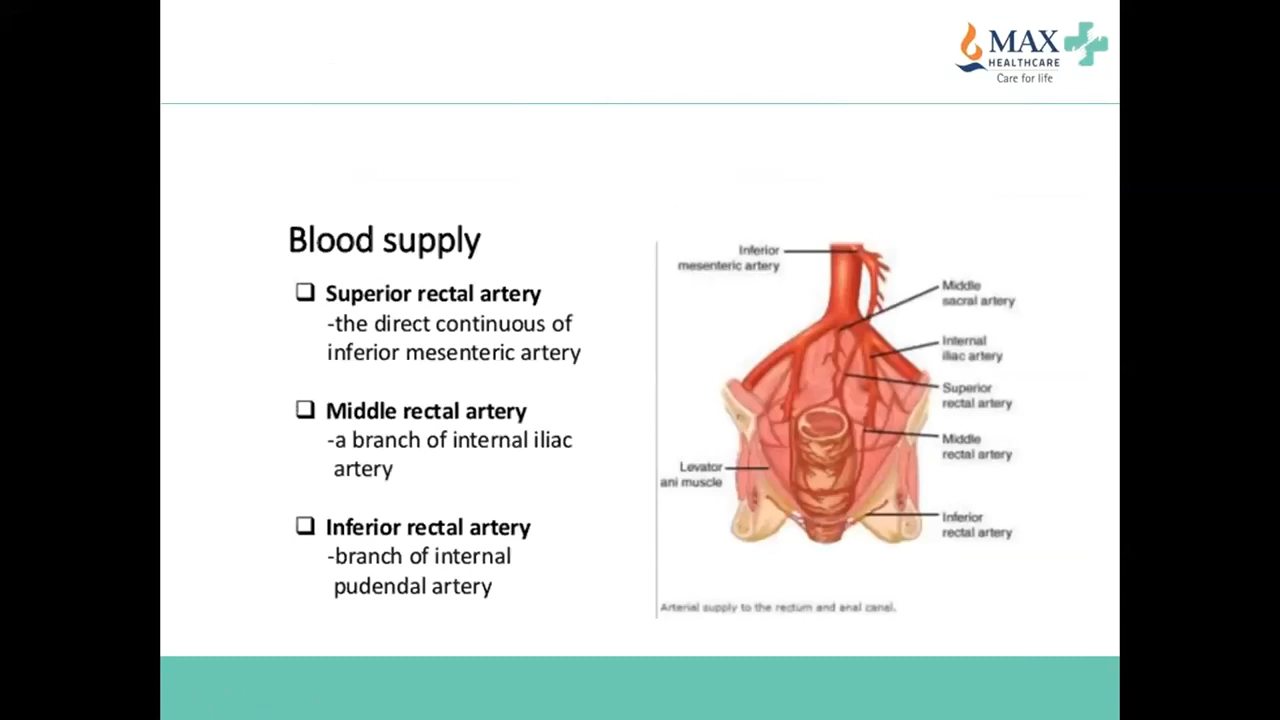 MAX
HEALTHCARE
Care for life
Blood supply
❑ Superior rectal artery
-the direct continuous of
inferior mesenteric artery
❑ Middle rectal artery
-a branch of internal iliac
artery
❑ Inferior rectal artery
-branch of internal
pudendal artery
Inferior
mesenteric artery
Middle
sacral artery
Internal
iliac artery
Superior
rectal artery
Middle
rectal artery
Levator
ani muscle
Inferior
rectal artery
Arterial supply to the rectum and anal canal.